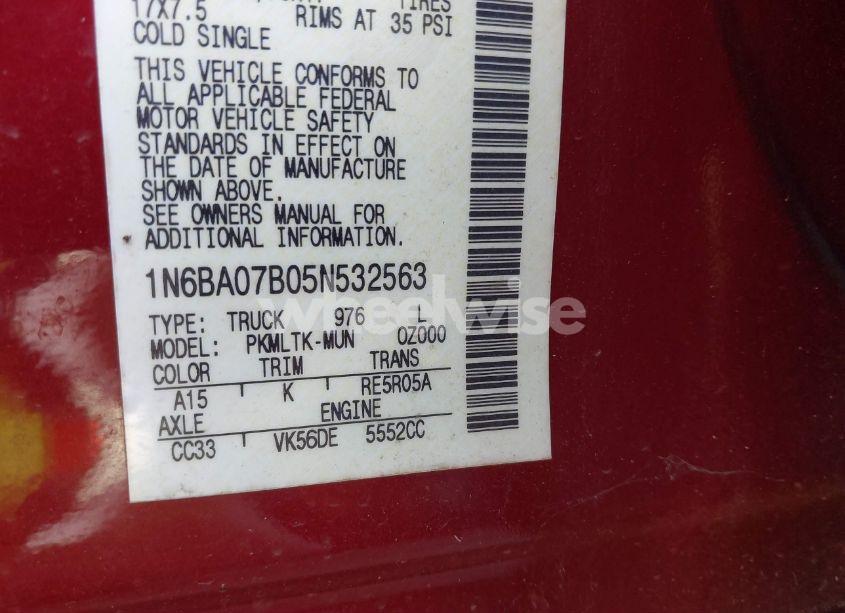 TIRES
17X7.5 RIMS AT 35 PSI
COLD SINGLE
THIS VEHICLE CONFORMS TO
ALL APPLICABLE FEDERAL
MOTOR VEHICLE SAFETY
STANDARDS IN EFFECT ON
THE DATE OF MANUFACTURE
SHOWN ABOVE.
SEE OWNERS MANUAL FOR
ADDITIONAL INFORMATION.
1N6BA07B05N532563
wheelwise
TYPE: TRUCK 976 L
MODEL: PKMLTK-MUN 0Z000
COLOR TRIM TRANS
A15 K RE5R05A
AXLE ENGINE
CC33 VK56DE 5552CC